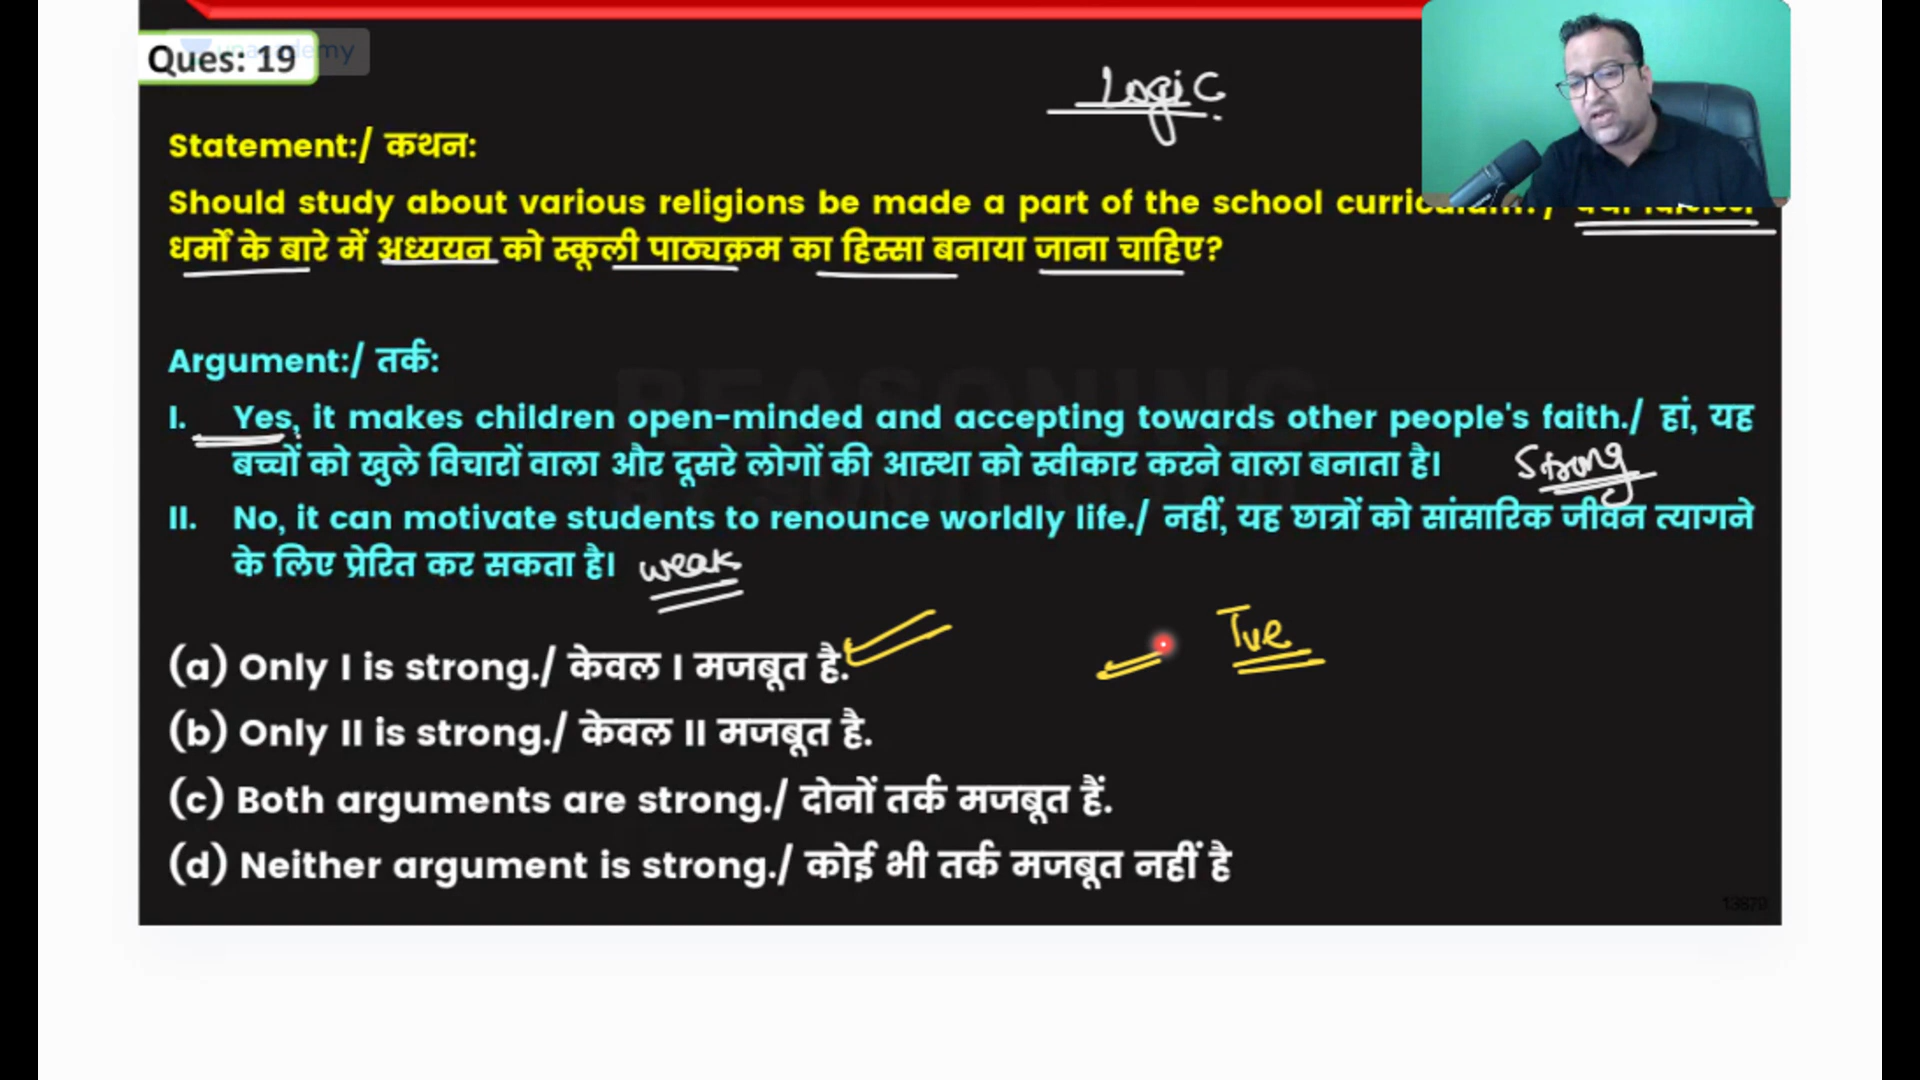 Ques: 19
Logic
Statement:/ कथन:
Should study about various religions be made a part of the school
धर्मों के बारे में अध्ययन को स्कूली पाठ्यक्रम का हिस्सा बनाया जाना चाहिए?
Argument:/ तर्क:
I. Yes, it makes children open-minded and accepting towards other people's faith./ हां, यह
बच्चों को खुले विचारों वाला और दूसरे लोगों की आस्था को स्वीकार करने वाला बनाता है।
Strong
II. No, it can motivate students to renounce worldly life./ नहीं, यह छात्रों को सांसारिक जीवन त्यागने
के लिए प्रेरित कर सकता है। weak
Tve
(a) Only I is strong./ केवल I मजबूत है.
(b) Only II is strong./ केवल II मजबूत है.
(c) Both arguments are strong./ दोनों तर्क मजबूत हैं.
(d) Neither argument is strong./ कोई भी तर्क मजबूत नहीं है